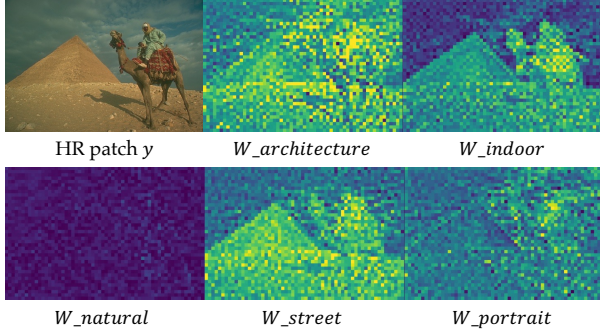 HR patch y
W_architecture
W_indoor
W_natural
W_street
W_portrait